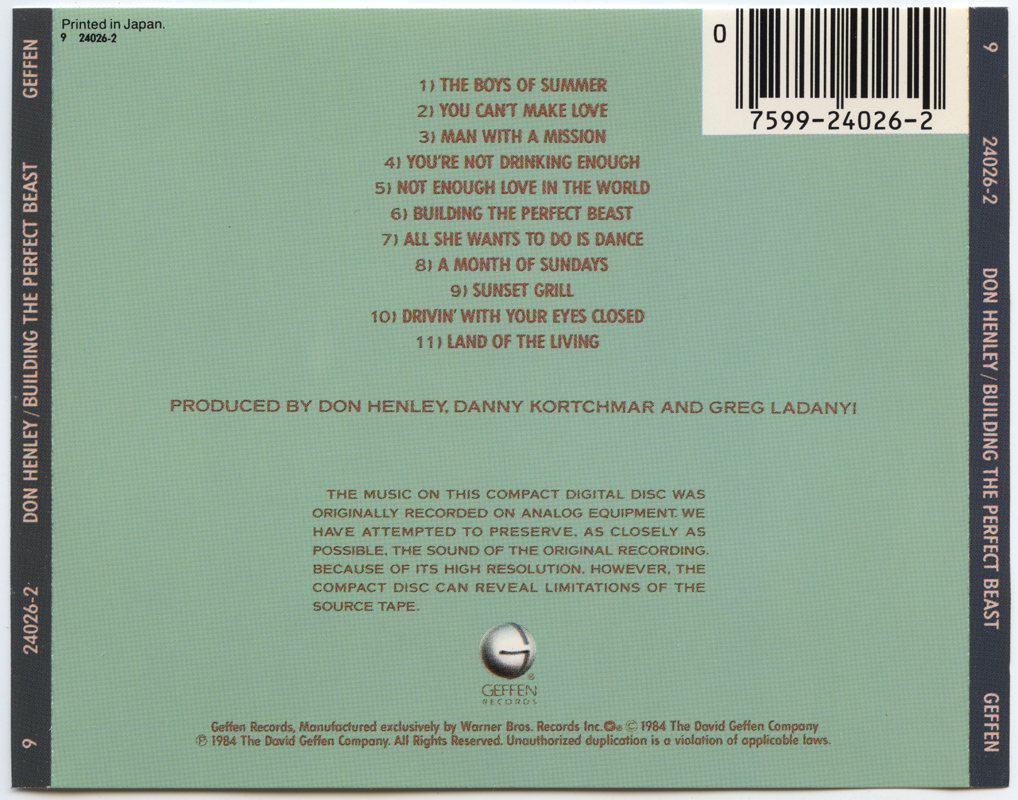 Printed in Japan.
9 24026-2
0
7599-24026-2
GEFFEN
DON HENLEY / BUILDING THE PERFECT BEAST
24026-2
9
1) THE BOYS OF SUMMER
2) YOU CAN'T MAKE LOVE
3) MAN WITH A MISSION
4) YOU'RE NOT DRINKING ENOUGH
5) NOT ENOUGH LOVE IN THE WORLD
6) BUILDING THE PERFECT BEAST
7) ALL SHE WANTS TO DO IS DANCE
8) A MONTH OF SUNDAYS
9) SUNSET GRILL
10) DRIVIN' WITH YOUR EYES CLOSED
11) LAND OF THE LIVING
PRODUCED BY DON HENLEY, DANNY KORTCHMAR AND GREG LADANYI
THE MUSIC ON THIS COMPACT DIGITAL DISC WAS
ORIGINALLY RECORDED ON ANALOG EQUIPMENT. WE
HAVE ATTEMPTED TO PRESERVE, AS CLOSELY AS
POSSIBLE, THE SOUND OF THE ORIGINAL RECORDING.
BECAUSE OF ITS HIGH RESOLUTION, HOWEVER, THE
COMPACT DISC CAN REVEAL LIMITATIONS OF THE
SOURCE TAPE.
GEFFEN
RECORDS
Geffen Records, Manufactured exclusively by Warner Bros. Records Inc. © 1984 The David Geffen Company
℗ 1984 The David Geffen Company. All Rights Reserved. Unauthorized duplication is a violation of applicable laws.
9
24026-2
DON HENLEY / BUILDING THE PERFECT BEAST
GEFFEN